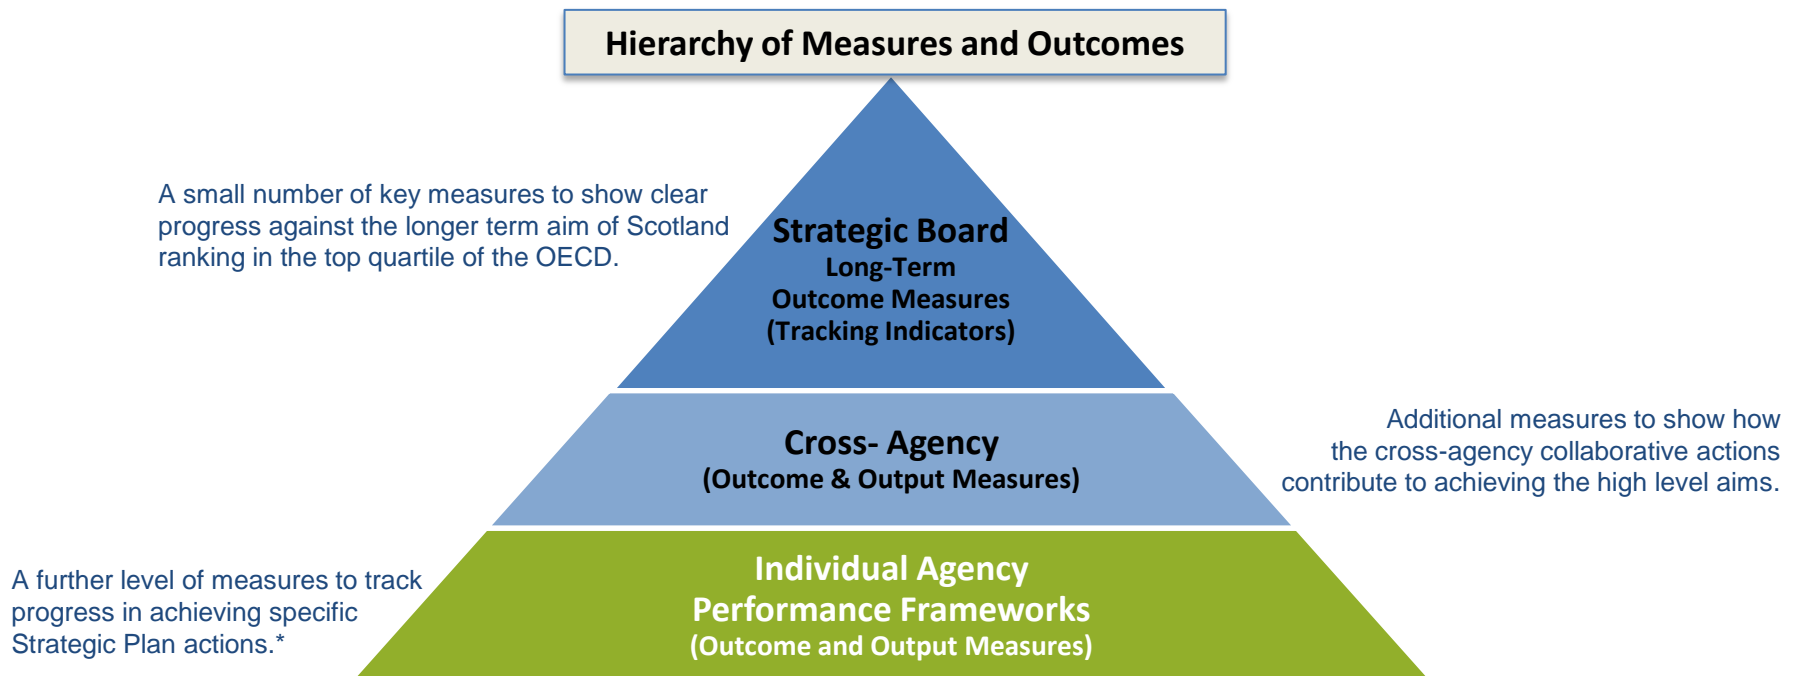 Hierarchy of Measures and Outcomes
A small number of key measures to show clear
progress against the longer term aim of Scotland
ranking in the top quartile of the OECD.
Strategic Board
Long-Term
Outcome Measures
(Tracking Indicators)
Cross- Agency
(Outcome & Output Measures)
Additional measures to show how
the cross-agency collaborative actions
contribute to achieving the high level aims.
A further level of measures to track
progress in achieving specific
Strategic Plan actions.*
Individual Agency
Performance Frameworks
(Outcome and Output Measures)